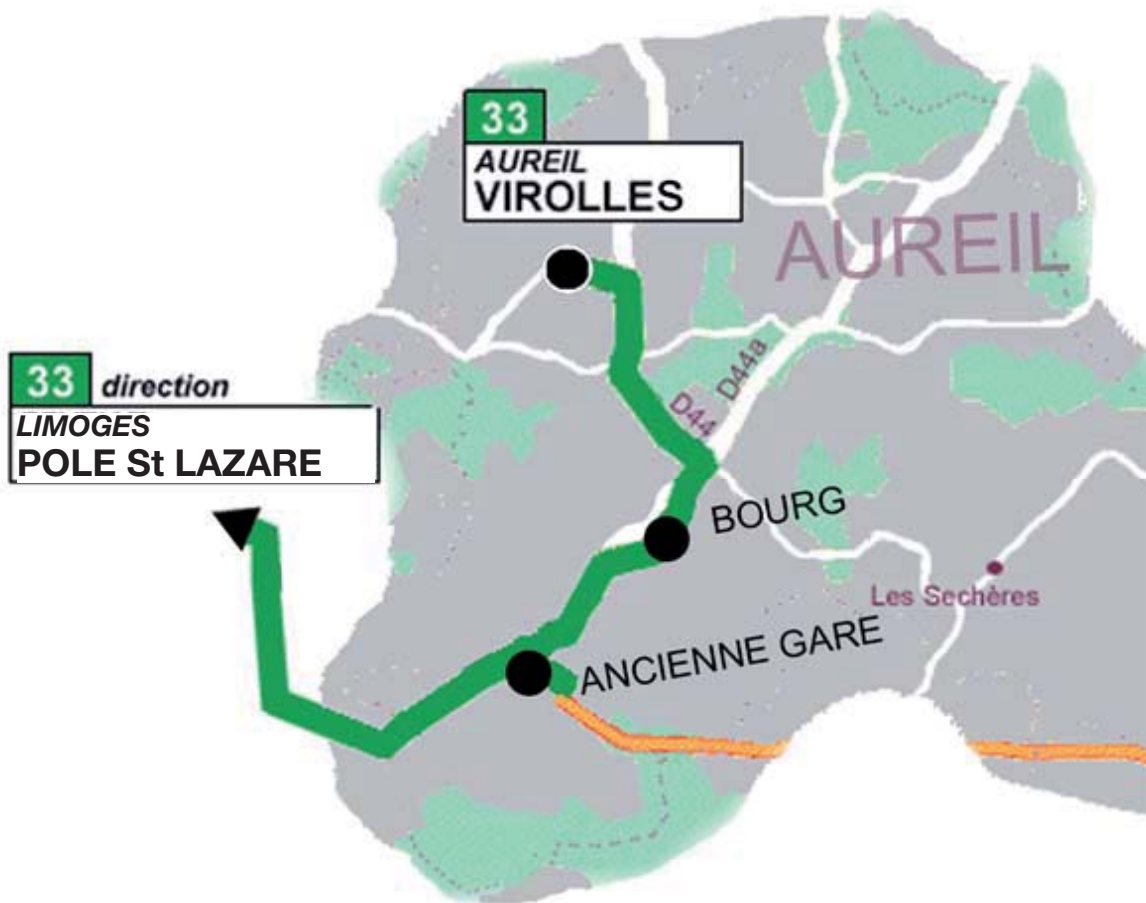 33
AUREIL
VIROLLES
AUREIL
33 direction
LIMOGES
POLE St LAZARE
D44
D44a
BOURG
Les Sechères
ANCIENNE GARE